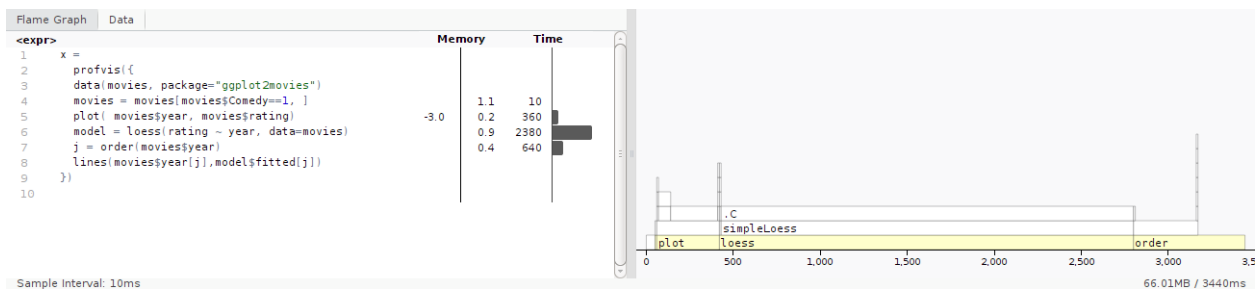 Flame Graph Data
<expr> Memory Time
1 x =
2 profvis({
3 data(movies, package="ggplot2movies")
4 movies = movies[movies$Comedy==1, ] 1.1 10
5 plot( movies$year, movies$rating) -3.0 0.2 360
6 model = loess(rating ~ year, data=movies) 0.9 2380
7 j = order(movies$year) 0.4 640
8 lines(movies$year[j],model$fitted[j])
9 })
10
.C
simpleLoess
plot loess order
0 500 1,000 1,500 2,000 2,500 3,000 3,5
Sample Interval: 10ms 66.01MB / 3440ms